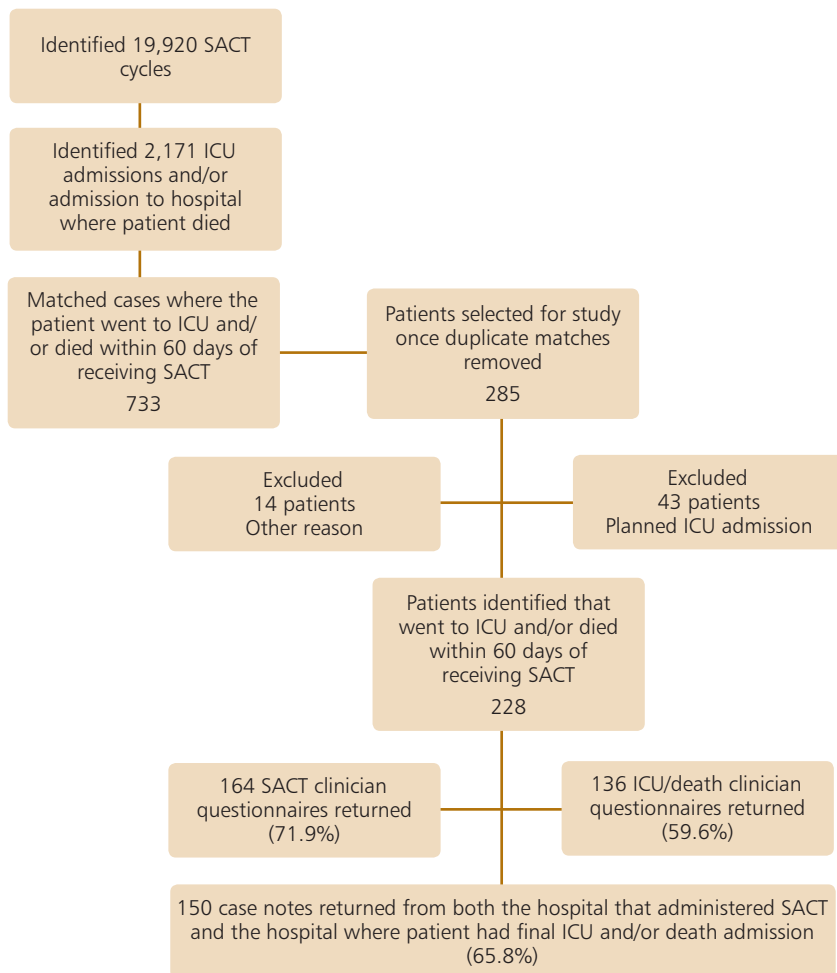 Identified 19,920 SACT
cycles
Identified 2,171 ICU
admissions and/or
admission to hospital
where patient died
Matched cases where the
patient went to ICU and/
or died within 60 days of
receiving SACT
733
Patients selected for study
once duplicate matches
removed
285
Excluded
14 patients
Other reason
Excluded
43 patients
Planned ICU admission
Patients identified that
went to ICU and/or died
within 60 days of
receiving SACT
228
164 SACT clinician
questionnaires returned
(71.9%)
136 ICU/death clinician
questionnaires returned
(59.6%)
150 case notes returned from both the hospital that administered SACT
and the hospital where patient had final ICU and/or death admission
(65.8%)